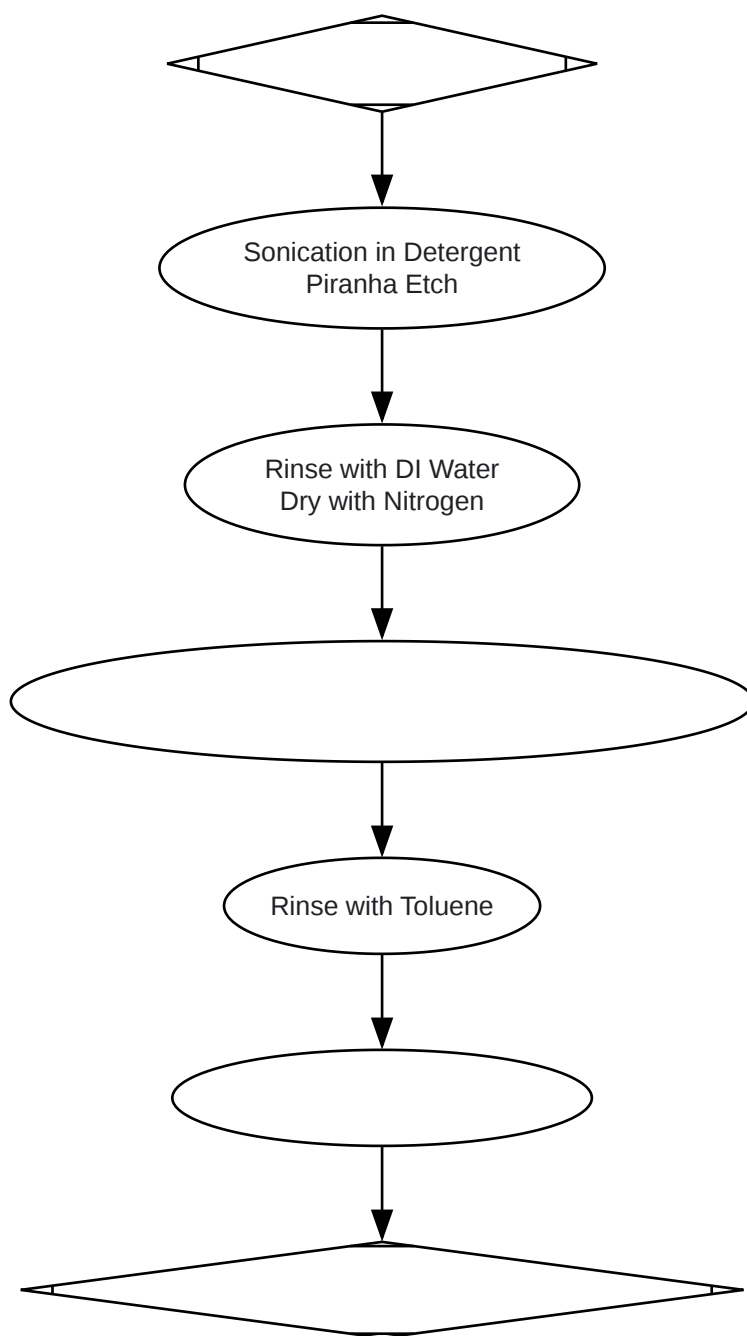 Sonication in Detergent
Piranha Etch
Rinse with DI Water
Dry with Nitrogen
Rinse with Toluene